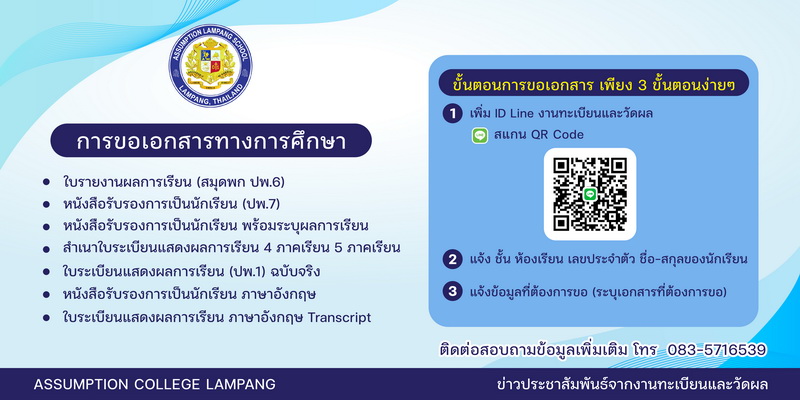 ASSUMPTION LAMPANG SCHOOL
LAMPANG, THAILAND
การขอเอกสารทางการศึกษา
ใบรายงานผลการเรียน (สมุดพก ปพ.6)
หนังสือรับรองการเป็นนักเรียน (ปพ.7)
หนังสือรับรองการเป็นนักเรียน พร้อมระบุผลการเรียน
สำเนาใบระเบียนแสดงผลการเรียน 4 ภาคเรียน 5 ภาคเรียน
ใบระเบียนแสดงผลการเรียน (ปพ.1) ฉบับจริง
หนังสือรับรองการเป็นนักเรียน ภาษาอังกฤษ
ใบระเบียนแสดงผลการเรียน ภาษาอังกฤษ Transcript
ขั้นตอนการขอเอกสาร เพียง 3 ขั้นตอนง่ายๆ
1 เพิ่ม ID Line งานทะเบียนและวัดผล
สแกน QR Code
2 แจ้ง ชั้น ห้องเรียน เลขประจำตัว ชื่อ-สกุลของนักเรียน
3 แจ้งข้อมูลที่ต้องการขอ (ระบุเอกสารที่ต้องการขอ)
ติดต่อสอบถามข้อมูลเพิ่มเติม โทร 083-5716539
ASSUMPTION COLLEGE LAMPANG
ข่าวประชาสัมพันธ์จากงานทะเบียนและวัดผล